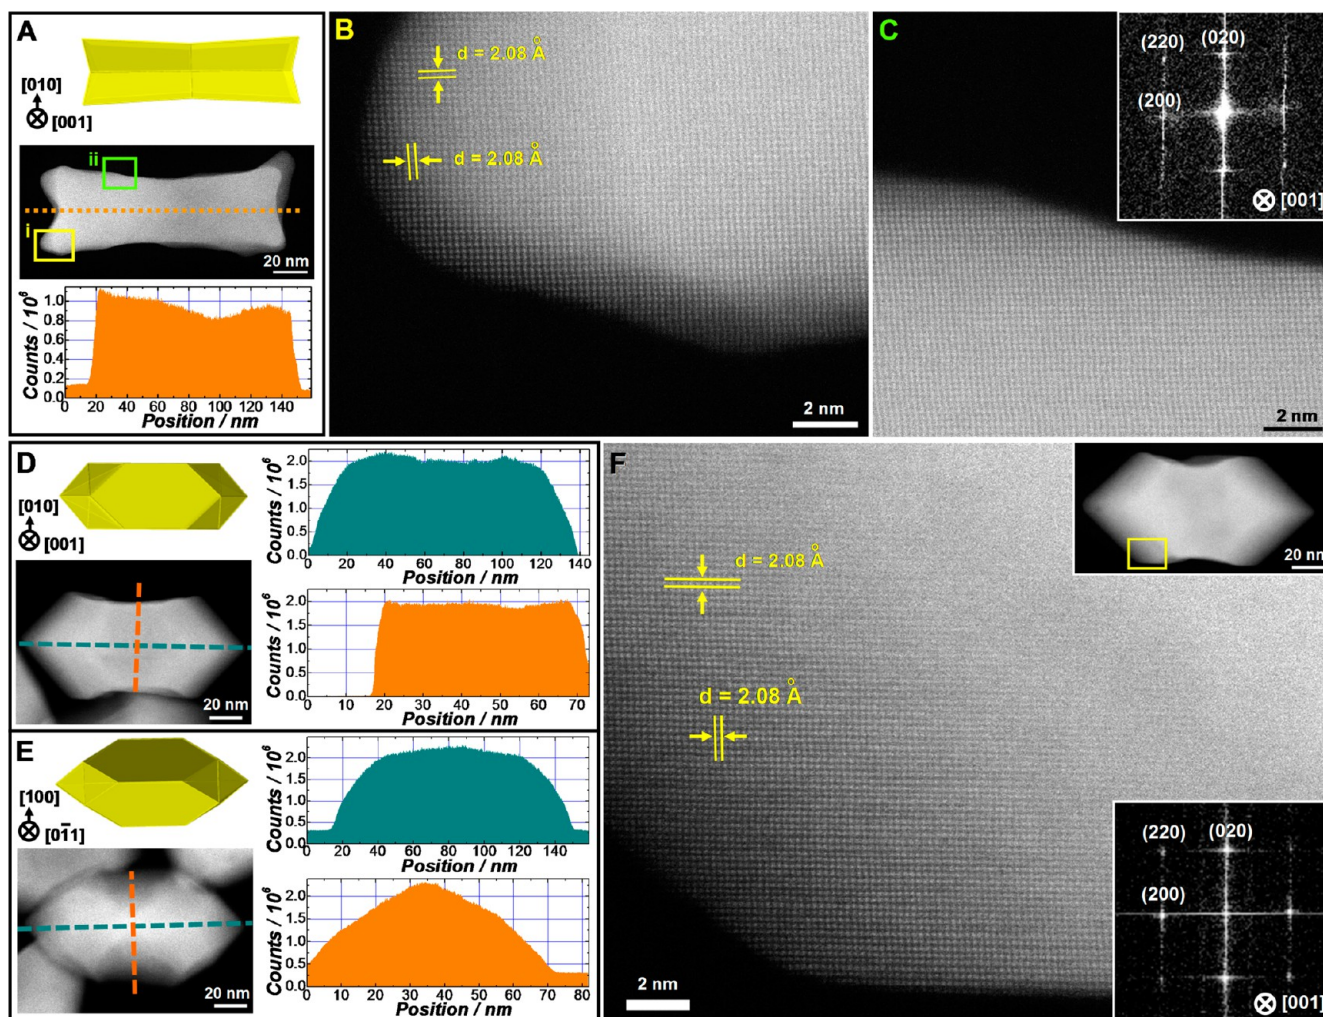 A
[010]
[001]
ii
i
20 nm
Counts / 10⁶
1.0
0.8
0.6
0.4
0.2
0.0
0 20 40 60 80 100 120 140
Position / nm
B
d = 2.08 Å
d = 2.08 Å
2 nm
C
(220) (020)
(200)
[001]
2 nm
D
[010]
[001]
20 nm
Counts / 10⁶
2.0
1.5
1.0
0.5
0.0
0 20 40 60 80 100 120 140
Position / nm
Counts / 10⁶
2.0
1.5
1.0
0.5
0.0
0 10 20 30 40 50 60 70
Position / nm
E
[100]
[01̅1]
20 nm
Counts / 10⁶
2.0
1.5
1.0
0.5
0.0
0 20 40 60 80 100 120 140
Position / nm
Counts / 10⁶
2.0
1.5
1.0
0.5
0.0
0 10 20 30 40 50 60 70 80
Position / nm
F
d = 2.08 Å
d = 2.08 Å
2 nm
20 nm
(220) (020)
(200)
[001]